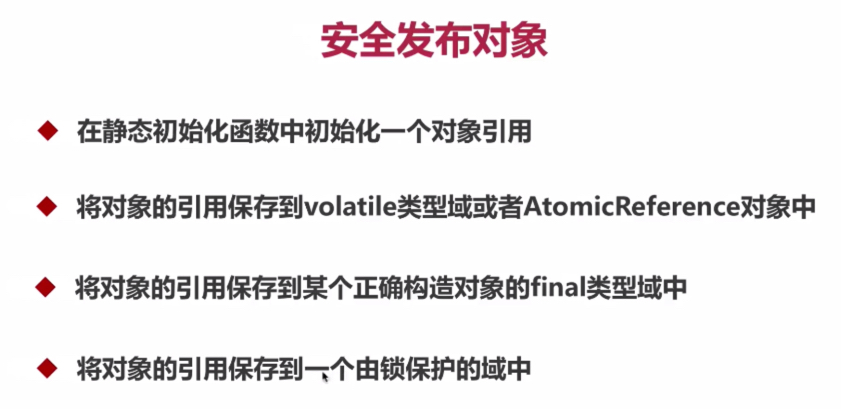 安全发布对象
在静态初始化函数中初始化一个对象引用
将对象的引用保存到volatile类型域或者AtomicReference对象中
将对象的引用保存到某个正确构造对象的final类型域中
将对象的引用保存到一个由锁保护的域中